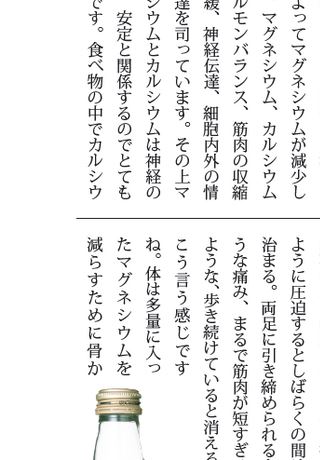 よってマグネシウムが減少し
マグネシウム、カルシウム
ルモンバランス、筋肉の収縮
緩、神経伝達、細胞内外の情
達を司っています。その上マ
シウムとカルシウムは神経の
安定と関係するのでとても
です。食べ物の中でカルシウ
ように圧迫するとしばらくの間
治まる。両足に引き締められる
うな痛み、まるで筋肉が短すぎ
ような、歩き続けていると消える
こう言う感じです
ね。体は多量に入っ
たマグネシウムを
減らすために骨か